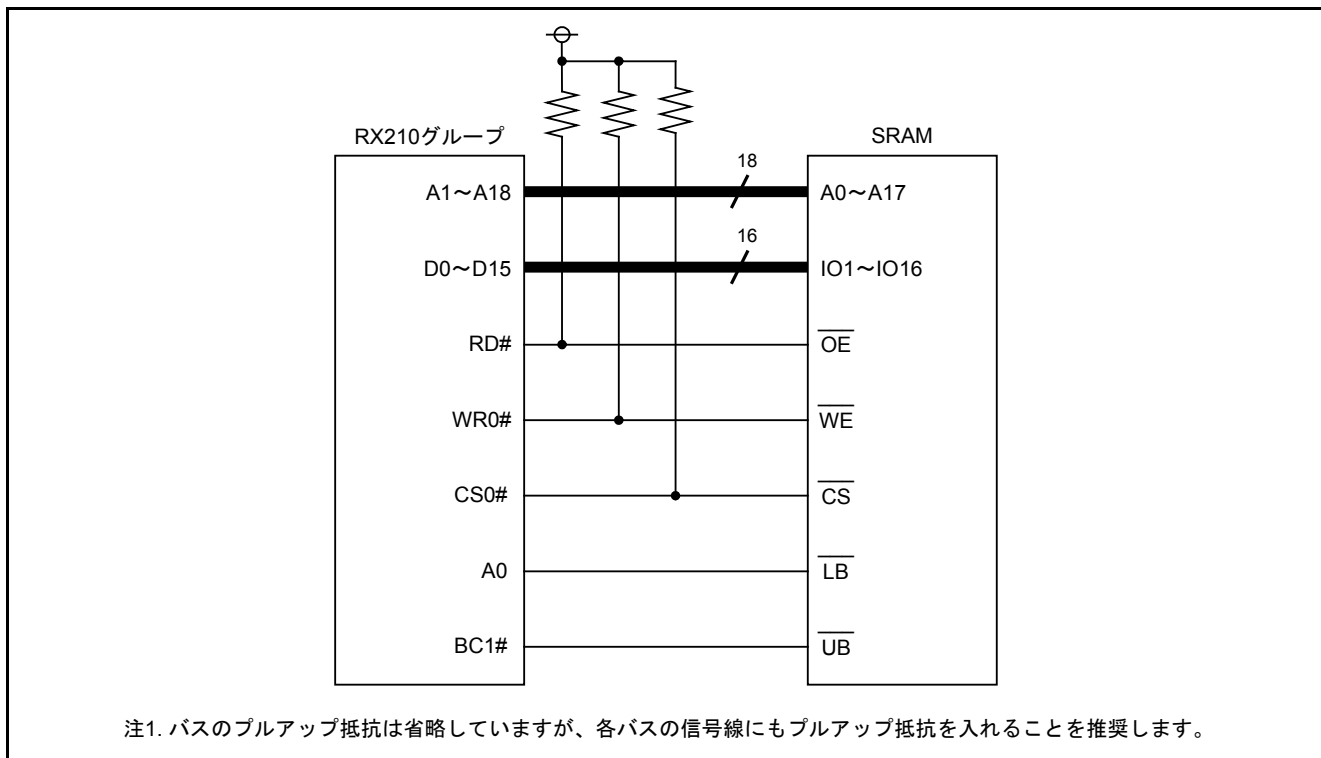 RX210グループ
SRAM
18
A1～A18
A0～A17
16
D0～D15
IO1～IO16
RD#
OE
WR0#
WE
CS0#
CS
A0
LB
BC1#
UB
注1. バスのプルアップ抵抗は省略していますが、各バスの信号線にもプルアップ抵抗を入れることを推奨します。